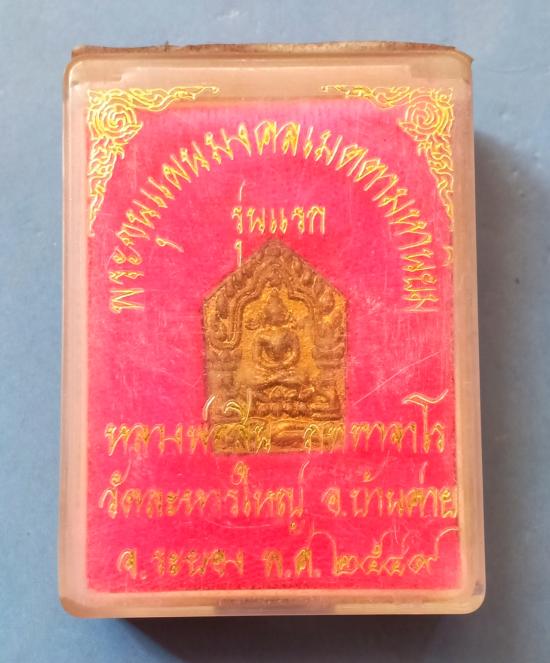 พระขุนแผนมงคลเมตตามหานิยม
รุ่นแรก
หลวงพ่อสิน ภทฺทาจาโร
วัดละหารใหญ่ อ.บ้านค่าย
จ.ระยอง พ.ศ. ๒๕๔๙